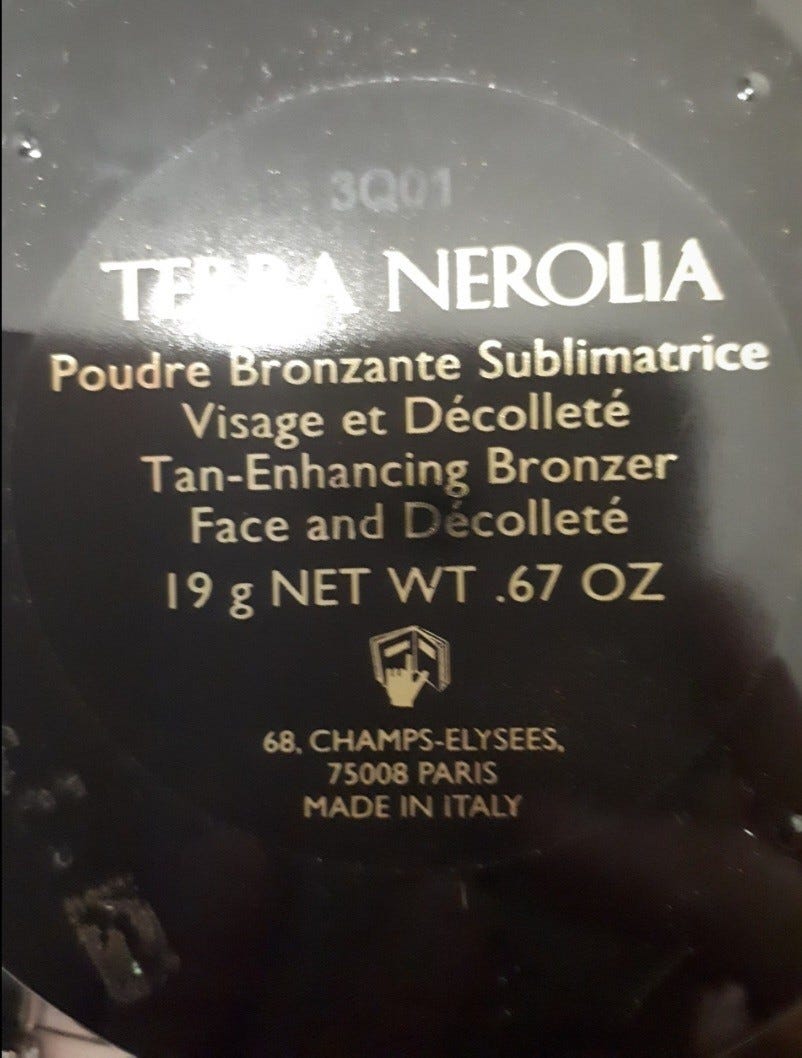 3Q01
TERRA NEROLIA
Poudre Bronzante Sublimatrice
Visage et Décolleté
Tan-Enhancing Bronzer
Face and Décolleté
19 g NET WT .67 OZ
68, CHAMPS-ELYSEES,
75008 PARIS
MADE IN ITALY